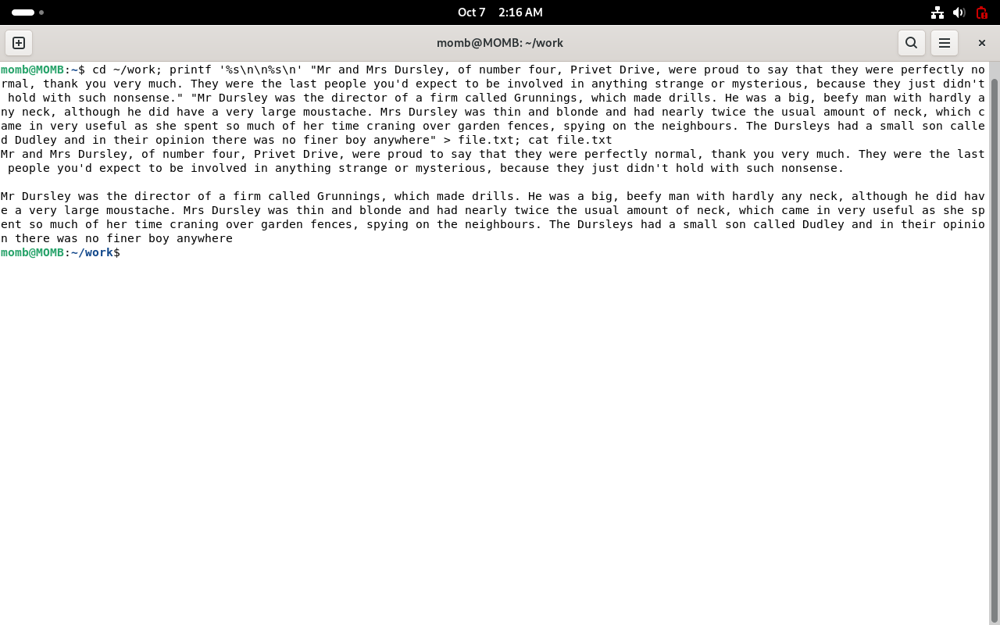 Oct 7 2:16 AM
momb@MOMB: ~/work
momb@MOMB:~$ cd ~/work; printf '%s\n\n%s\n' "Mr and Mrs Dursley, of number four, Privet Drive, were proud to say that they were perfectly no
rmal, thank you very much. They were the last people you'd expect to be involved in anything strange or mysterious, because they just didn't
 hold with such nonsense." "Mr Dursley was the director of a firm called Grunnings, which made drills. He was a big, beefy man with hardly a
ny neck, although he did have a very large moustache. Mrs Dursley was thin and blonde and had nearly twice the usual amount of neck, which c
ame in very useful as she spent so much of her time craning over garden fences, spying on the neighbours. The Dursleys had a small son calle
d Dudley and in their opinion there was no finer boy anywhere" > file.txt; cat file.txt
Mr and Mrs Dursley, of number four, Privet Drive, were proud to say that they were perfectly normal, thank you very much. They were the last
 people you'd expect to be involved in anything strange or mysterious, because they just didn't hold with such nonsense.

Mr Dursley was the director of a firm called Grunnings, which made drills. He was a big, beefy man with hardly any neck, although he did hav
e a very large moustache. Mrs Dursley was thin and blonde and had nearly twice the usual amount of neck, which came in very useful as she sp
ent so much of her time craning over garden fences, spying on the neighbours. The Dursleys had a small son called Dudley and in their opinio
n there was no finer boy anywhere
momb@MOMB:~/work$